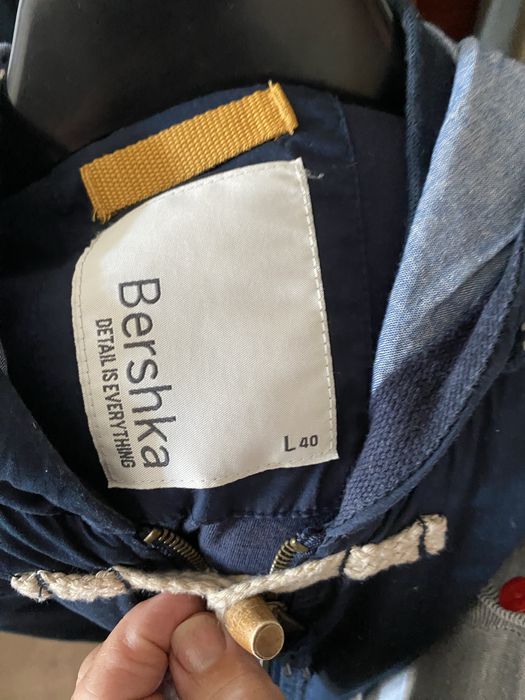 Bershka
DETAIL IS EVERYTHING
L 40